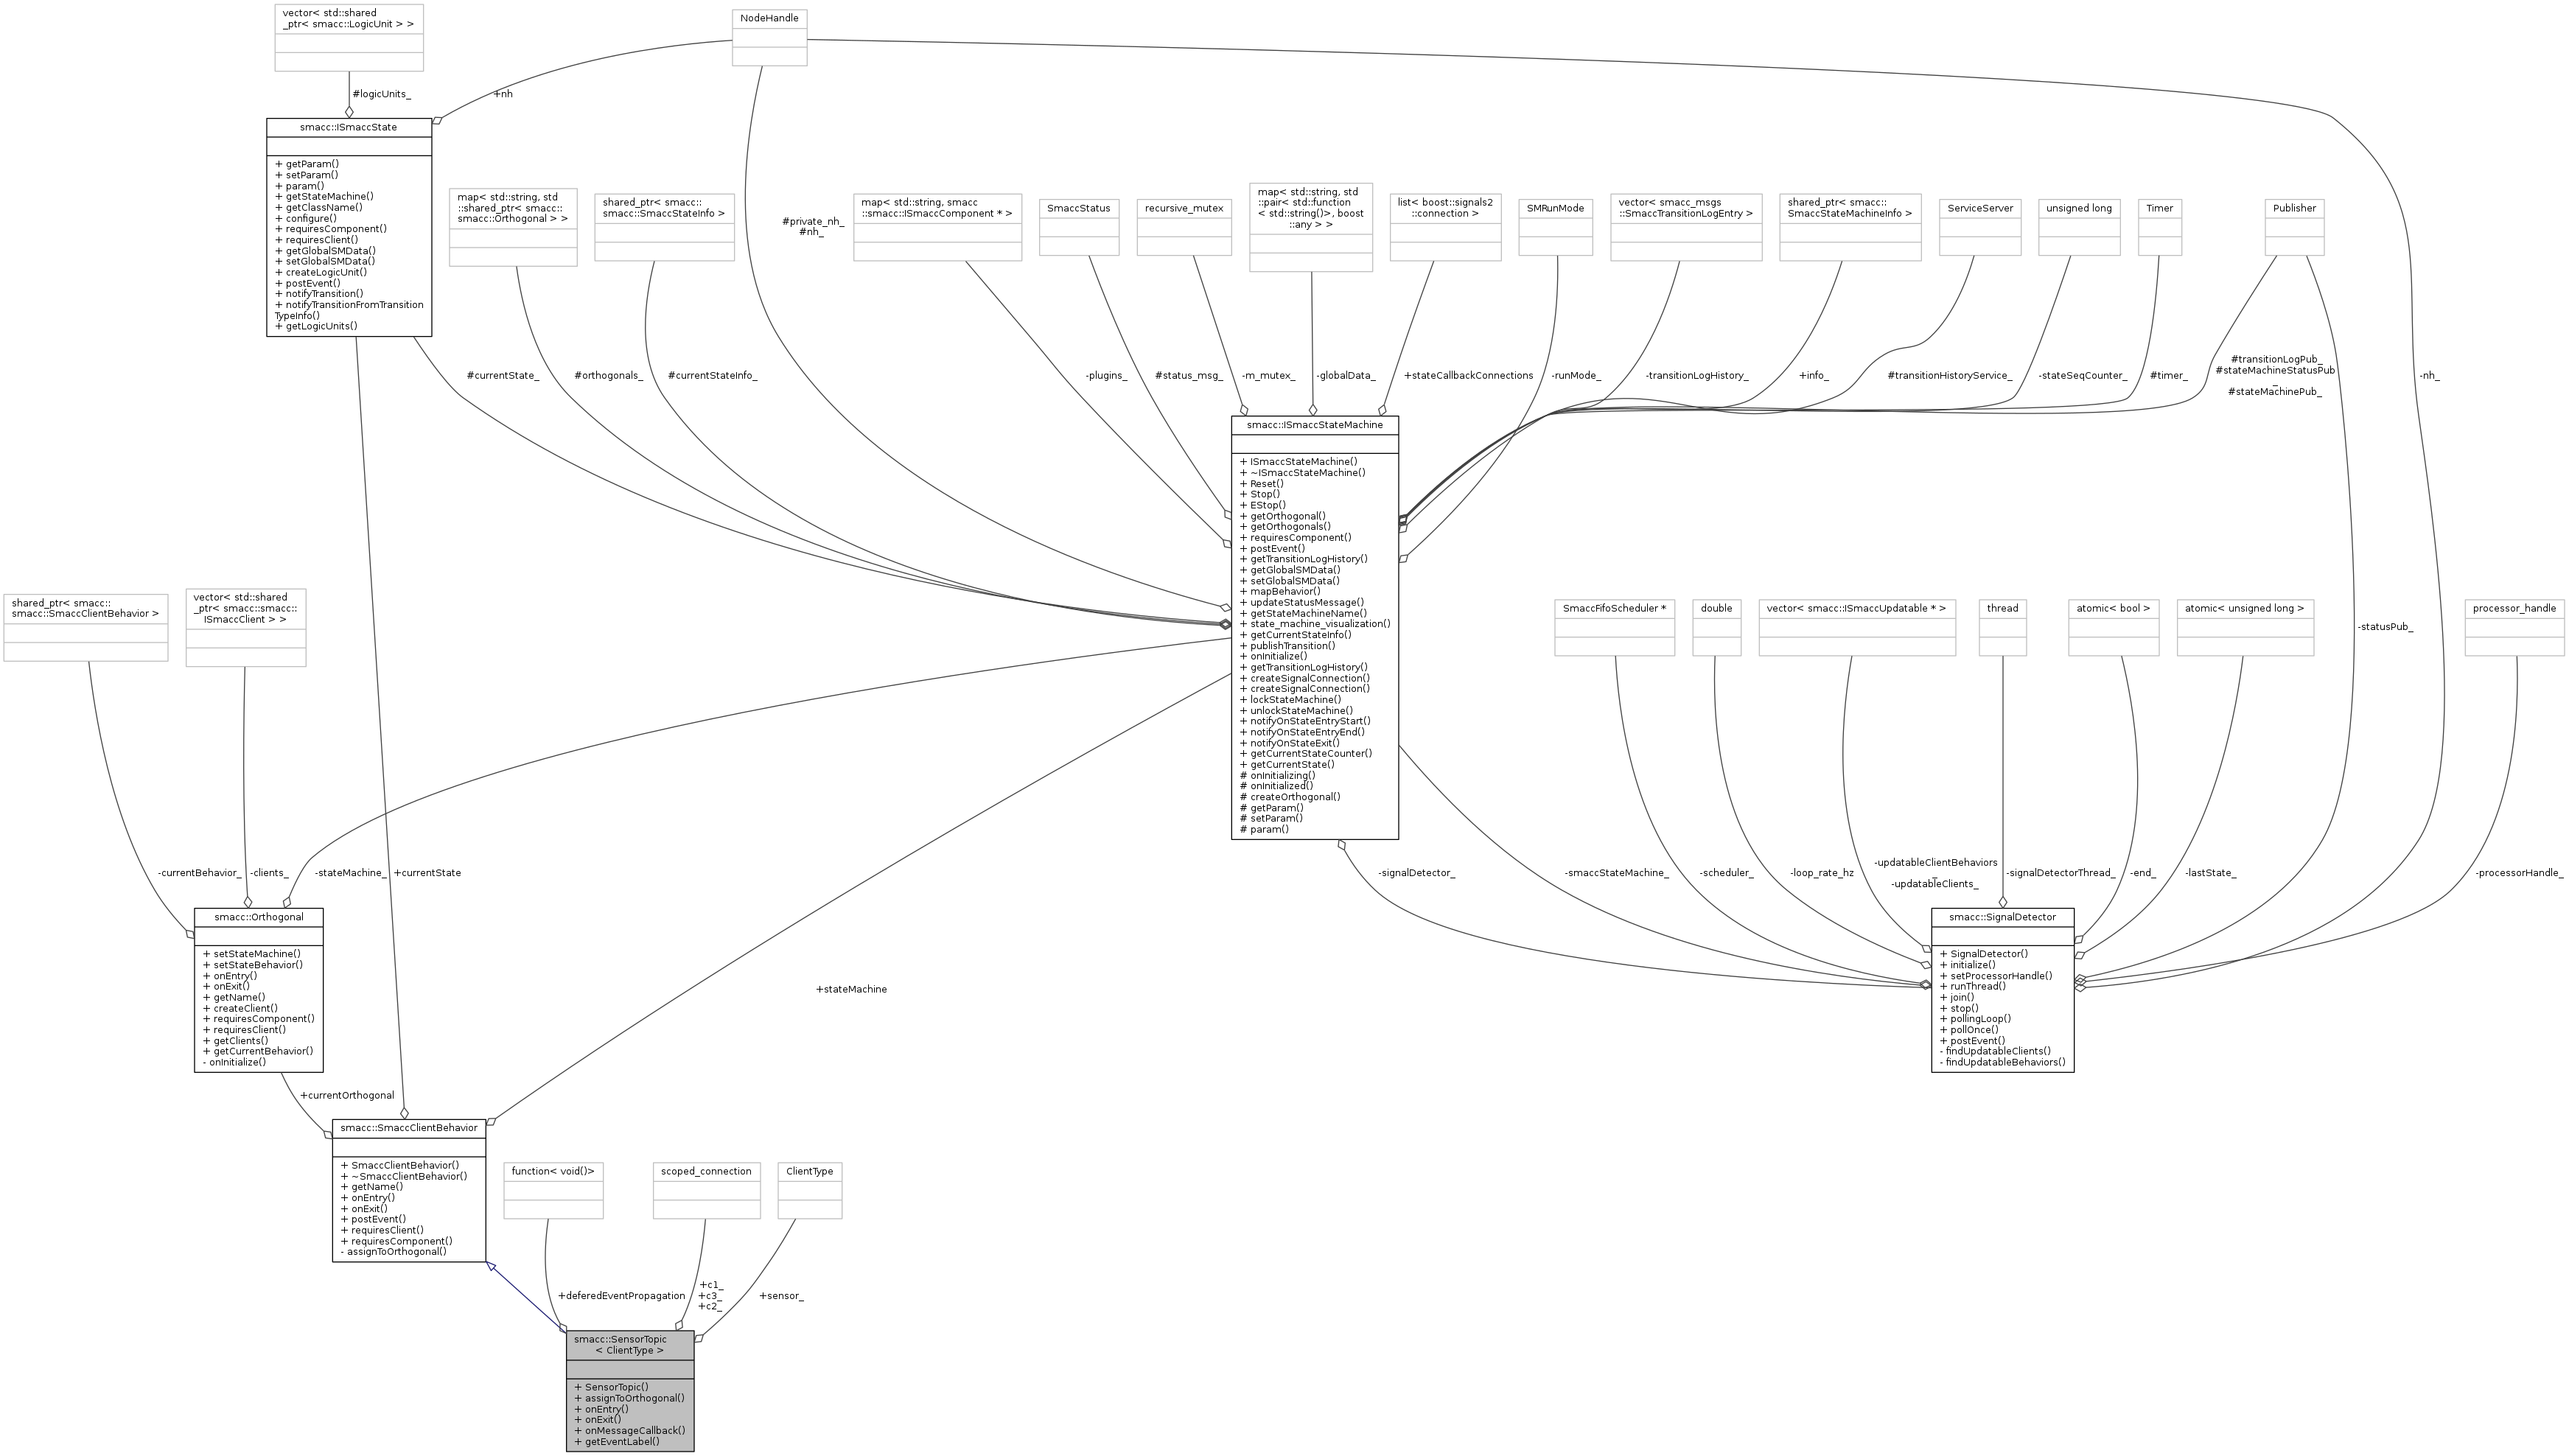 vector< std::shared
_ptr< smacc::LogicUnit > >
NodeHandle
#logicUnits_
+nh
smacc::ISmaccState
+ getParam()
+ setParam()
+ param()
+ getStateMachine()
+ getClassName()
+ configure()
+ requiresComponent()
+ requiresClient()
+ getGlobalSMData()
+ setGlobalSMData()
+ createLogicUnit()
+ postEvent()
+ notifyTransition()
+ notifyTransitionFromTransition
TypeInfo()
+ getLogicUnits()
map< std::string, std
::shared_ptr< smacc::
smacc::Orthogonal > >
shared_ptr< smacc::
smacc::SmaccStateInfo >
#private_nh_
#nh_
map< std::string, smacc
::smacc::ISmaccComponent * >
SmaccStatus
recursive_mutex
map< std::string, std
::pair< std::function
< std::string()>, boost
::any > >
list< boost::signals2
::connection >
SMRunMode
vector< smacc_msgs
::SmaccTransitionLogEntry >
shared_ptr< smacc::
SmaccStateMachineInfo >
ServiceServer
unsigned long
Timer
Publisher
#currentState_
#orthogonals_
#currentStateInfo_
-plugins_
#status_msg_
-m_mutex_
-globalData_
+stateCallbackConnections
-runMode_
-transitionLogHistory_
+info_
#transitionHistoryService_
-stateSeqCounter_
#timer_
#transitionLogPub_
#stateMachineStatusPub
_
#stateMachinePub_
-nh_
smacc::ISmaccStateMachine
+ ISmaccStateMachine()
+ ~ISmaccStateMachine()
+ Reset()
+ Stop()
+ EStop()
+ getOrthogonal()
+ getOrthogonals()
+ requiresComponent()
+ postEvent()
+ getTransitionLogHistory()
+ getGlobalSMData()
+ setGlobalSMData()
+ mapBehavior()
+ updateStatusMessage()
+ getStateMachineName()
+ state_machine_visualization()
+ getCurrentStateInfo()
+ publishTransition()
+ onInitialize()
+ getTransitionLogHistory()
+ createSignalConnection()
+ createSignalConnection()
+ lockStateMachine()
+ unlockStateMachine()
+ notifyOnStateEntryStart()
+ notifyOnStateEntryEnd()
+ notifyOnStateExit()
+ getCurrentStateCounter()
+ getCurrentState()
# onInitializing()
# onInitialized()
# createOrthogonal()
# getParam()
# setParam()
# param()
shared_ptr< smacc::
smacc::SmaccClientBehavior >
vector< std::shared
_ptr< smacc::smacc::
ISmaccClient > >
SmaccFifoScheduler *
double
vector< smacc::ISmaccUpdatable * >
thread
atomic< bool >
atomic< unsigned long >
-statusPub_
processor_handle
-currentBehavior_
-clients_
-stateMachine_
+currentState
-signalDetector_
-smaccStateMachine_
-scheduler_
-loop_rate_hz
-updatableClientBehaviors
_
-updatableClients_
-signalDetectorThread_
-end_
-lastState_
-processorHandle_
smacc::Orthogonal
+ setStateMachine()
+ setStateBehavior()
+ onEntry()
+ onExit()
+ getName()
+ createClient()
+ requiresComponent()
+ requiresClient()
+ getClients()
+ getCurrentBehavior()
- onInitialize()
+stateMachine
smacc::SignalDetector
+ SignalDetector()
+ initialize()
+ setProcessorHandle()
+ runThread()
+ join()
+ stop()
+ pollingLoop()
+ pollOnce()
+ postEvent()
- findUpdatableClients()
- findUpdatableBehaviors()
+currentOrthogonal
smacc::SmaccClientBehavior
+ SmaccClientBehavior()
+ ~SmaccClientBehavior()
+ getName()
+ onEntry()
+ onExit()
+ postEvent()
+ requiresClient()
+ requiresComponent()
- assignToOrthogonal()
function< void()>
scoped_connection
ClientType
+deferedEventPropagation
+c1_
+c3_
+c2_
+sensor_
smacc::SensorTopic
< ClientType >
+ SensorTopic()
+ assignToOrthogonal()
+ onEntry()
+ onExit()
+ onMessageCallback()
+ getEventLabel()